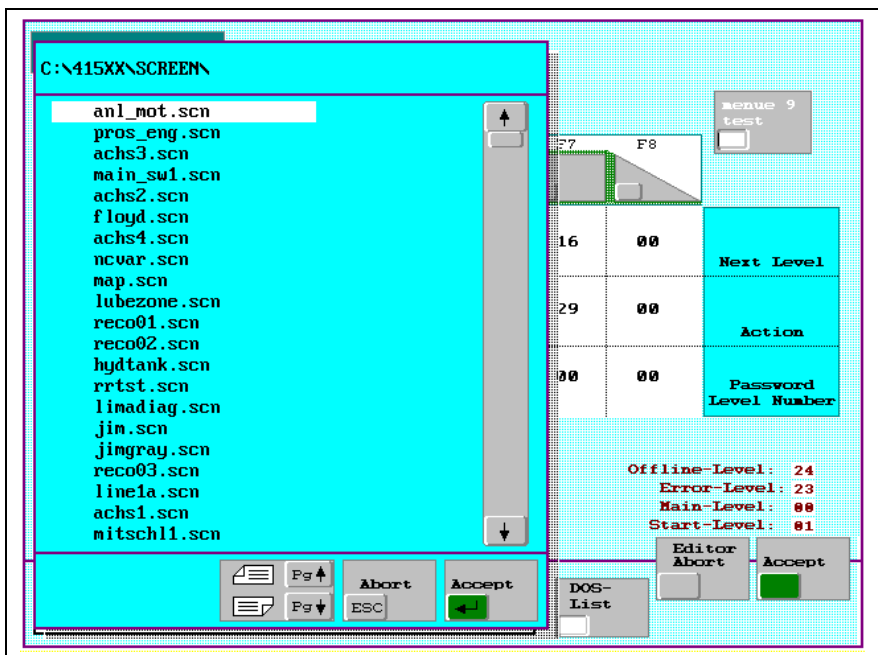 C:\415XX\SCREEN\
anl_mot.scn
pros_eng.scn
achs3.scn
main_sw1.scn
achs2.scn
floyd.scn
achs4.scn
ncvar.scn
map.scn
lubezone.scn
reco01.scn
reco02.scn
hydtank.scn
rrtst.scn
limadiag.scn
jim.scn
jimgray.scn
reco03.scn
line1a.scn
achs1.scn
mitschl1.scn
Pg
Pg
Abort
ESC
Accept
menue 9
test
F7
F8
16
00
Next Level
29
00
Action
00
00
Password
Level Number
Offline-Level: 24
Error-Level: 23
Main-Level: 00
Start-Level: 01
DOS-
List
Editor
Abort
Accept